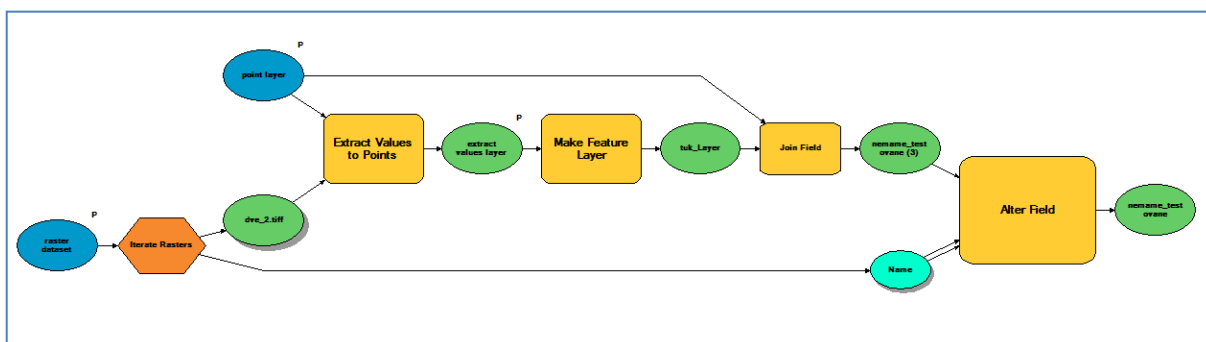 P
point layer
Extract Values
to Points
P
extract
values layer
Make Feature
Layer
tuk_Layer
Join Field
nemame_test
ovane (3)
Alter Field
nemame_test
ovane
P
raster
dataset
Iterate Rasters
dve_2.tiff
Name